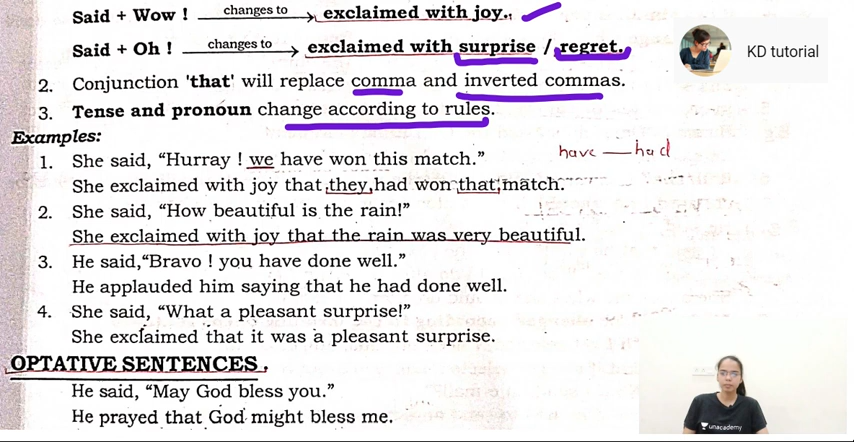 Said + Wow ! changes to exclaimed with joy.
Said + Oh ! changes to exclaimed with surprise / regret.
KD tutorial
2. Conjunction 'that' will replace comma and inverted commas.
3. Tense and pronoun change according to rules.
Examples:
1. She said, “Hurray ! we have won this match.” have — had
She exclaimed with joy that they had won that match.
2. She said, “How beautiful is the rain!”
She exclaimed with joy that the rain was very beautiful.
3. He said,“Bravo ! you have done well.”
He applauded him saying that he had done well.
4. She said, “What a pleasant surprise!”
She exclaimed that it was a pleasant surprise.
OPTATIVE SENTENCES.
He said, “May God bless you.”
He prayed that God might bless me.
unacademy